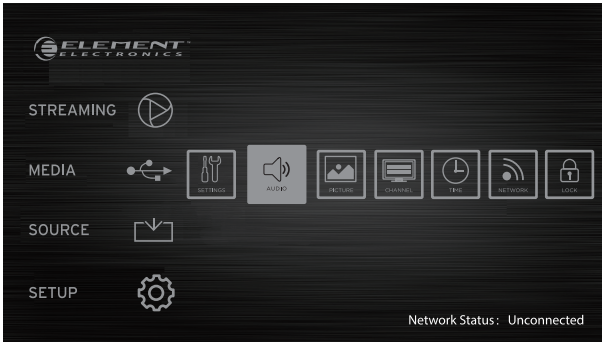 ELEMENT
ELECTRONICS
STREAMING
MEDIA
SETTINGS
AUDIO
PICTURE
CHANNEL
TIME
NETWORK
LOCK
SOURCE
SETUP
Network Status : Unconnected